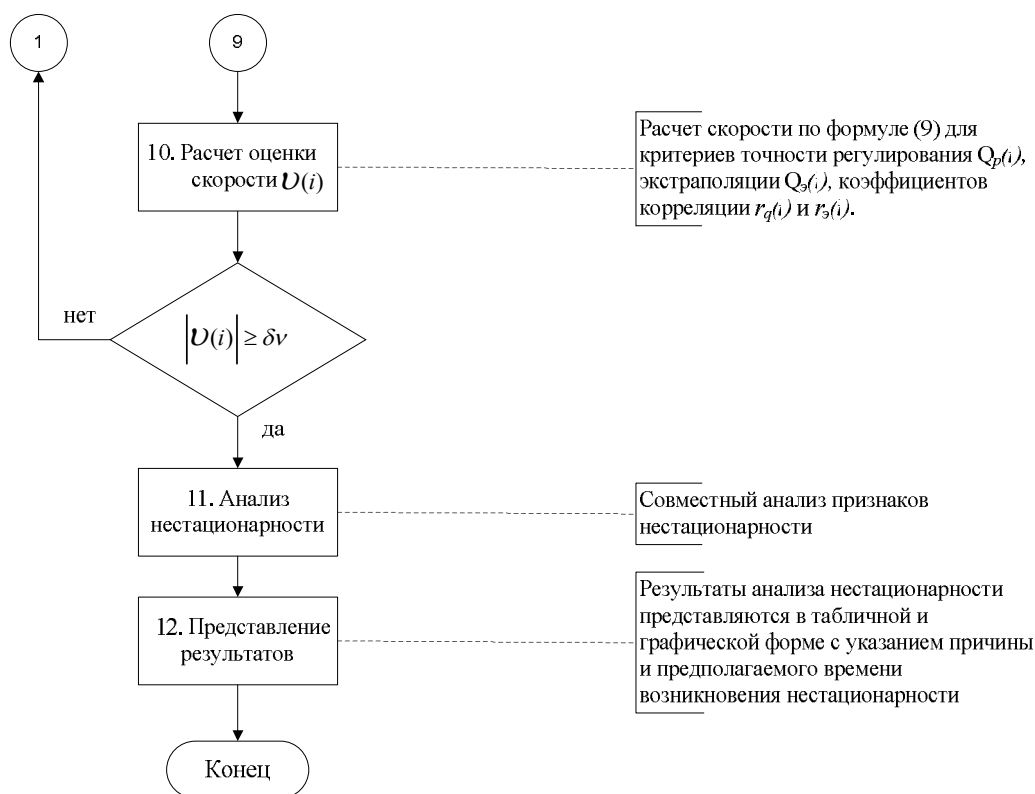 1
9
10. Расчет оценки
скорости υ(i)
Расчет скорости по формуле (9) для
критериев точности регулирования Qр(i),
экстраполяции Qэ(i), коэффициентов
корреляции rq(i) и rэ(i).
нет
|υ(i)| ≥ δν
да
11. Анализ
нестационарности
Совместный анализ признаков
нестационарности
12. Представление
результатов
Результаты анализа нестационарности
представляются в табличной и
графической форме с указанием причины
и предполагаемого времени
возникновения нестационарности
Конец